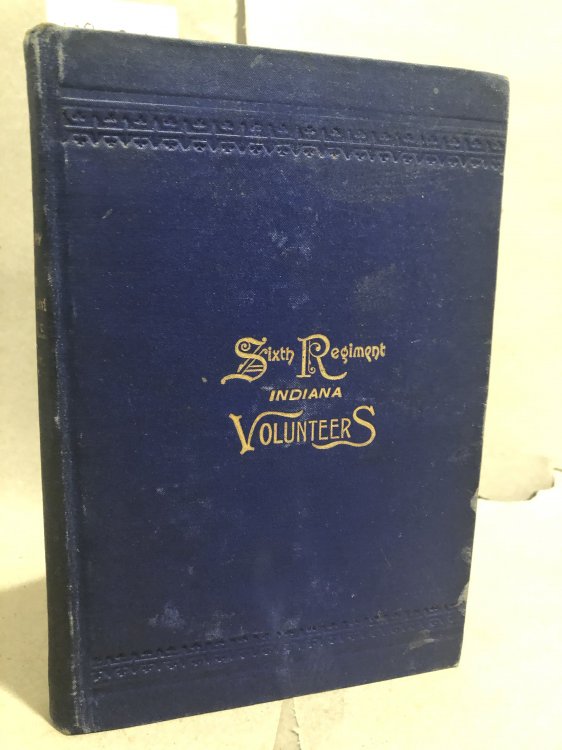 Sixth Regiment
INDIANA
VOLUNTEERS